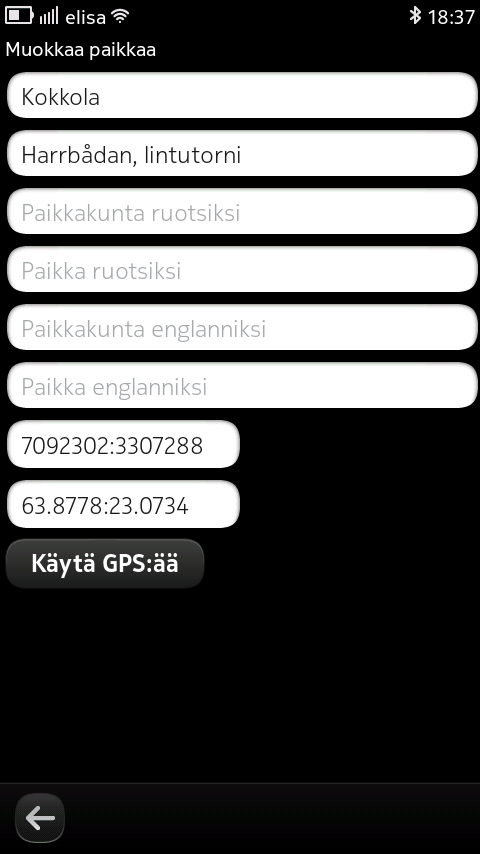 elisa 18:37
Muokkaa paikkaa
Kokkola
Harrbådan, lintutorni
Paikkakunta ruotsiksi
Paikka ruotsiksi
Paikkakunta englanniksi
Paikka englanniksi
7092302:3307288
63.8778:23.0734
Käytä GPS:ää